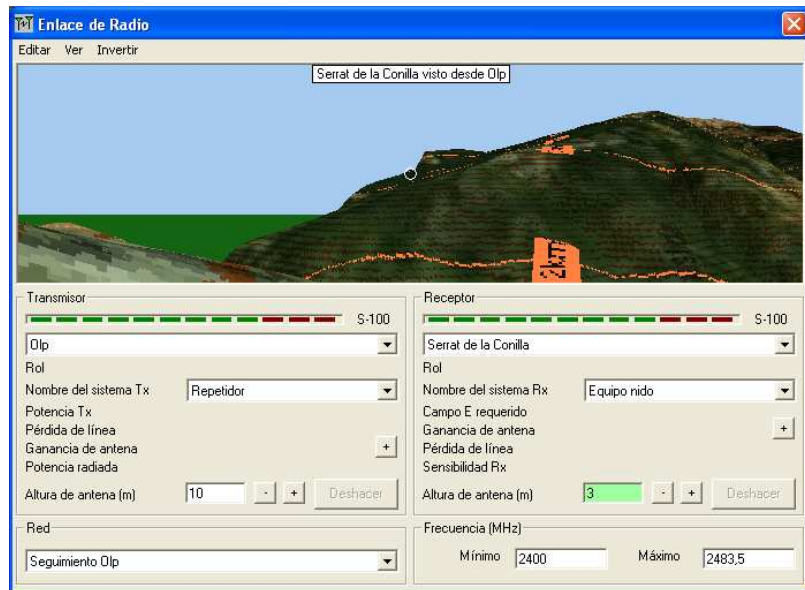 Enlace de Radio
Editar Ver Invertir
Serrat de la Conilla visto desde Olp
2km
Transmisor
S-100
Olp
Rol
Nombre del sistema Tx Repetidor
Potencia Tx
Pérdida de línea
Ganancia de antena +
Potencia radiada
Altura de antena (m) 10 - + Deshacer
Receptor
S-100
Serrat de la Conilla
Rol
Nombre del sistema Rx Equipo nido
Campo E requerido
Ganancia de antena +
Pérdida de línea
Sensibilidad Rx
Altura de antena (m) 3 - + Deshacer
Red
Seguimiento Olp
Frecuencia (MHz)
Mínimo 2400 Máximo 2483,5